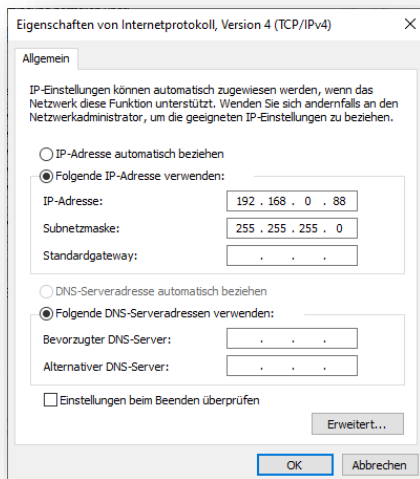 Eigenschaften von Internetprotokoll, Version 4 (TCP/IPv4)
Allgemein
IP-Einstellungen können automatisch zugewiesen werden, wenn das
Netzwerk diese Funktion unterstützt. Wenden Sie sich andernfalls an den
Netzwerkadministrator, um die geeigneten IP-Einstellungen zu beziehen.
IP-Adresse automatisch beziehen
Folgende IP-Adresse verwenden:
IP-Adresse: 192 . 168 . 0 . 88
Subnetzmaske: 255 . 255 . 255 . 0
Standardgateway: . . .
DNS-Serveradresse automatisch beziehen
Folgende DNS-Serveradressen verwenden:
Bevorzugter DNS-Server: . . .
Alternativer DNS-Server: . . .
Einstellungen beim Beenden überprüfen
Erweitert...
OK Abbrechen